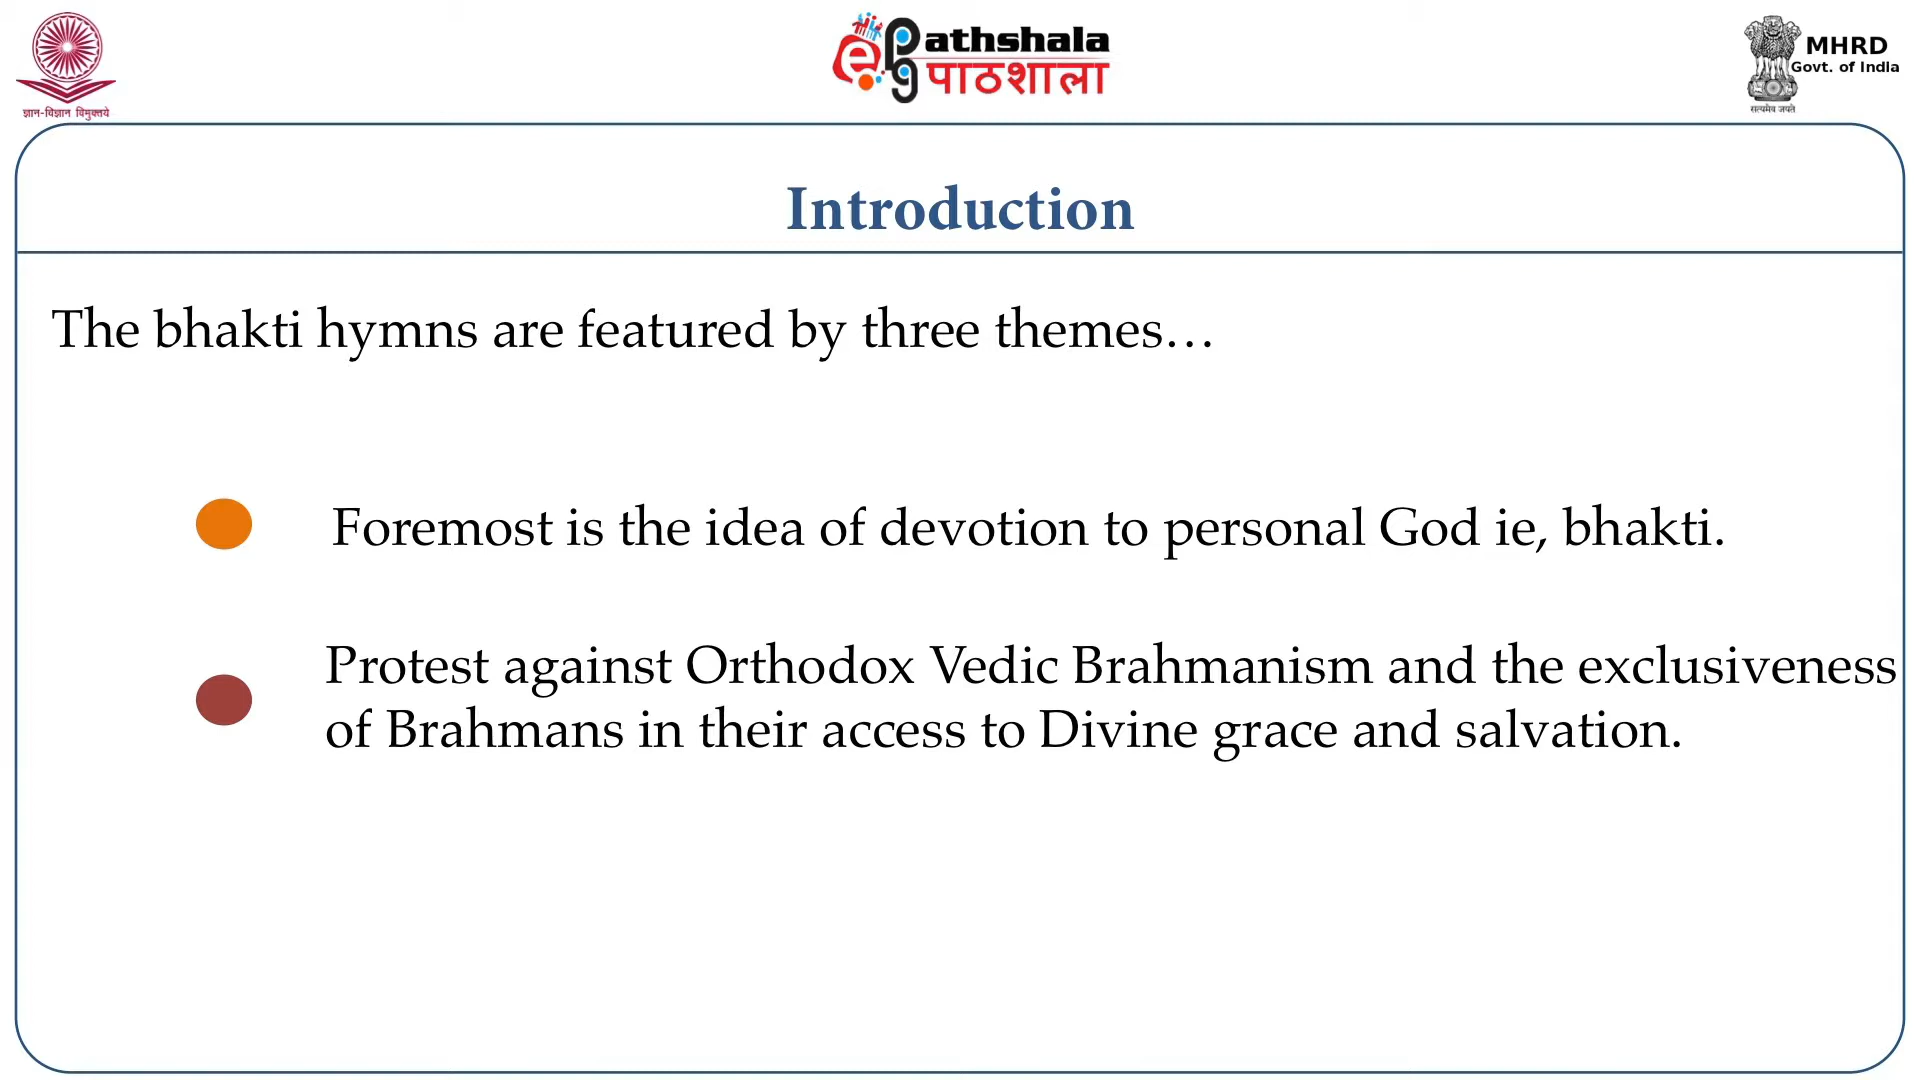 ज्ञान-विज्ञान विमुक्तये
e Pg athshala
पाठशाला
MHRD
Govt. of India
सत्यमेव जयते
Introduction
The bhakti hymns are featured by three themes…
Foremost is the idea of devotion to personal God ie, bhakti.
Protest against Orthodox Vedic Brahmanism and the exclusiveness
of Brahmans in their access to Divine grace and salvation.